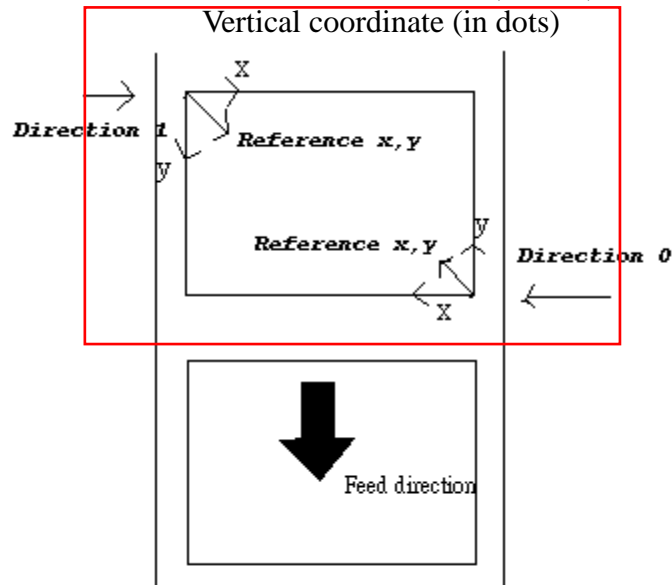 Vertical coordinate (in dots)
X
Direction 1
Reference x,y
y
y
Reference x,y
Direction 0
X
Feed direction